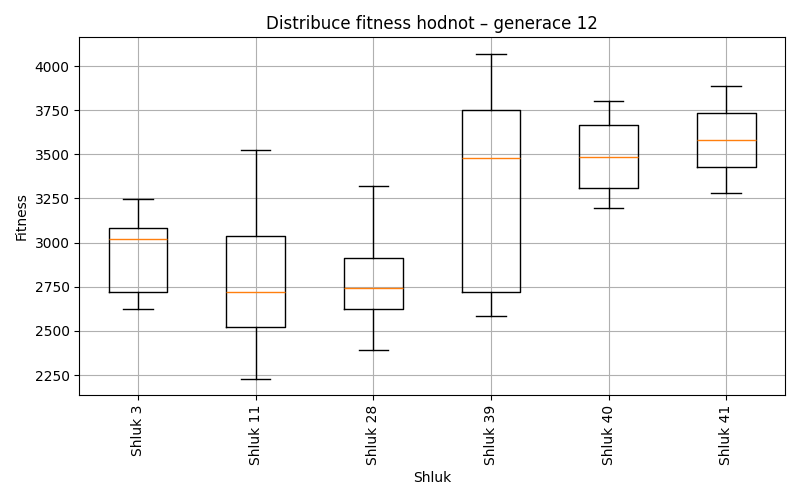 Distribuce fitness hodnot – generace 12
Fitness
4000
3750
3500
3250
3000
2750
2500
2250
Shluk 3
Shluk 11
Shluk 28
Shluk 39
Shluk 40
Shluk 41
Shluk